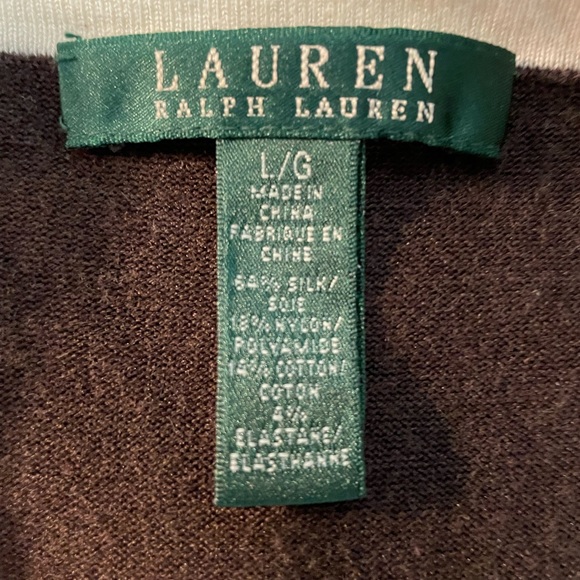 LAUREN
RALPH LAUREN
L/G
MADE IN
CHINA
FABRIQUE EN
CHINE
64% SILK/
SOIE
18% NYLON/
POLYAMIDE
14% COTTON/
COTON
4%
ELASTANE/
ELASTHANNE